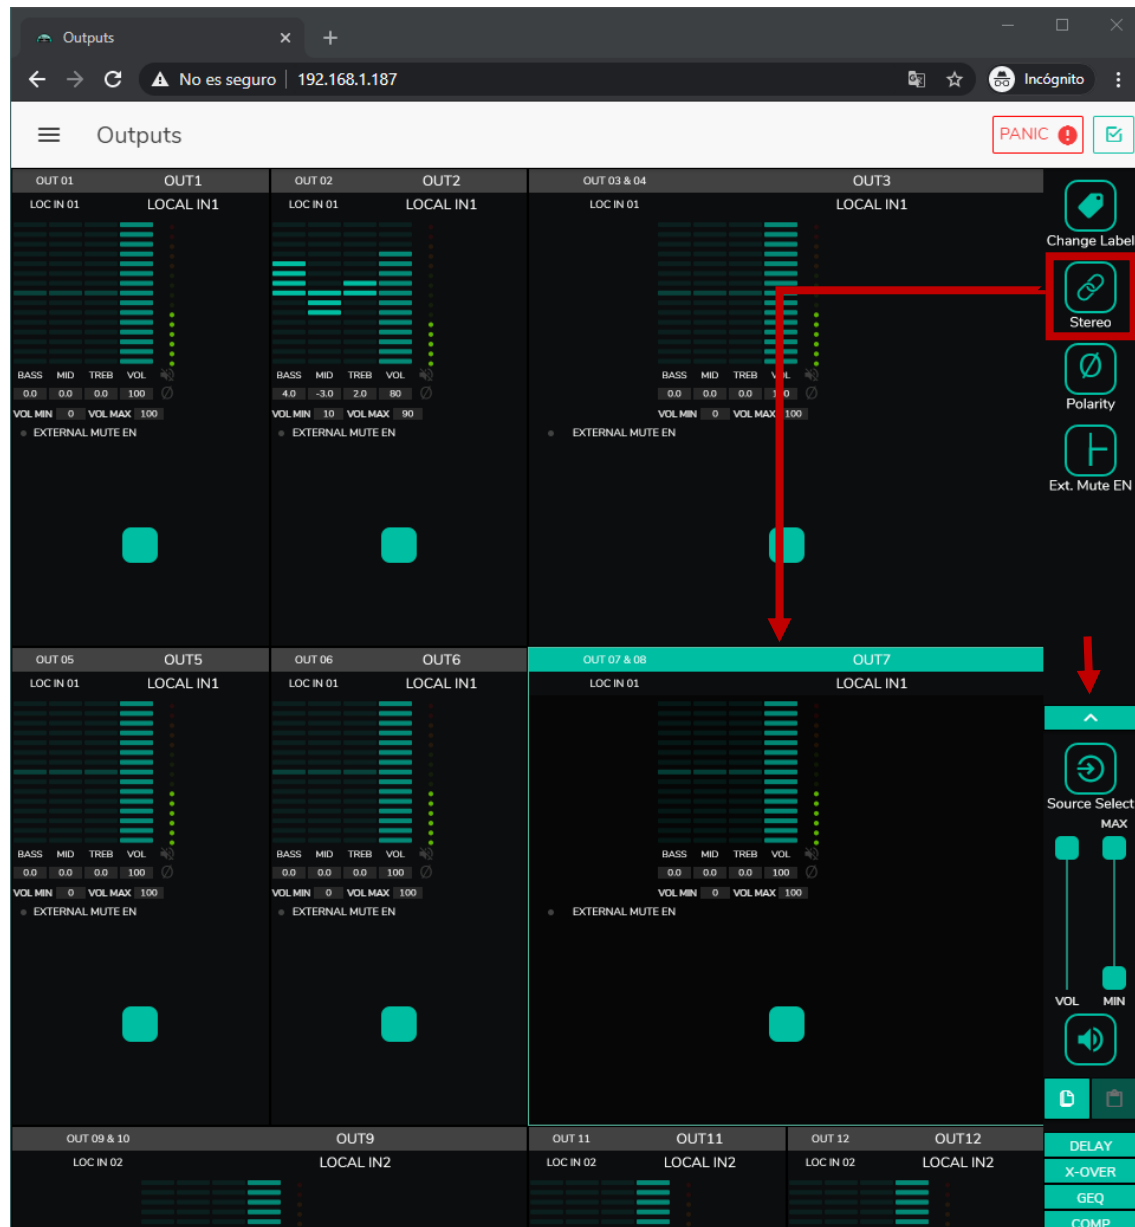 Outputs
No es seguro | 192.168.1.187
Incógnito
Outputs
PANIC
OUT 01 OUT1
LOC IN 01 LOCAL IN1
BASS MID TREB VOL
0.0 0.0 0.0 100
VOL MIN 0 VOL MAX 100
EXTERNAL MUTE EN
OUT 02 OUT2
LOC IN 01 LOCAL IN1
BASS MID TREB VOL
4.0 -3.0 2.0 80
VOL MIN 10 VOL MAX 90
EXTERNAL MUTE EN
OUT 03 & 04 OUT3
LOC IN 01 LOCAL IN1
BASS MID TREB VOL
0.0 0.0 0.0 100
VOL MIN 0 VOL MAX 100
EXTERNAL MUTE EN
Change Label
Stereo
Polarity
Ext. Mute EN
OUT 05 OUT5
LOC IN 01 LOCAL IN1
BASS MID TREB VOL
0.0 0.0 0.0 100
VOL MIN 0 VOL MAX 100
EXTERNAL MUTE EN
OUT 06 OUT6
LOC IN 01 LOCAL IN1
BASS MID TREB VOL
0.0 0.0 0.0 100
VOL MIN 0 VOL MAX 100
EXTERNAL MUTE EN
OUT 07 & 08 OUT7
LOC IN 01 LOCAL IN1
BASS MID TREB VOL
0.0 0.0 0.0 100
VOL MIN 0 VOL MAX 100
EXTERNAL MUTE EN
Source Select
MAX
VOL MIN
OUT 09 & 10 OUT9
LOC IN 02 LOCAL IN2
OUT 11 OUT11
LOC IN 02 LOCAL IN2
OUT 12 OUT12
LOC IN 02 LOCAL IN2
DELAY
X-OVER
GEQ
COMP